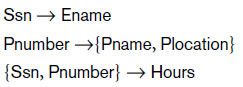 Ssn → Ename
Pnumber →{Pname, Plocation}
{Ssn, Pnumber} → Hours